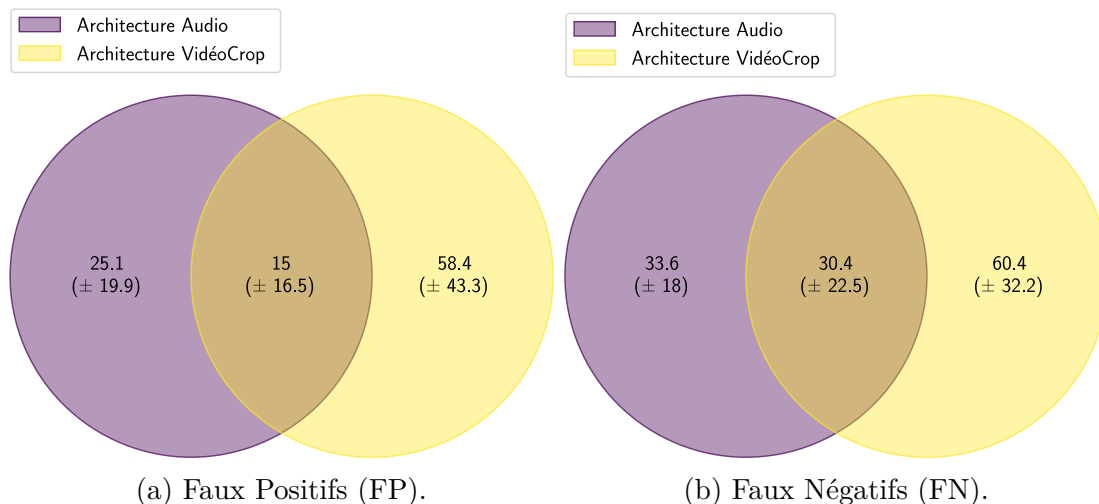 Architecture Audio
Architecture VidéoCrop
25.1
(± 19.9)
15
(± 16.5)
58.4
(± 43.3)
(a) Faux Positifs (FP).
Architecture Audio
Architecture VidéoCrop
33.6
(± 18)
30.4
(± 22.5)
60.4
(± 32.2)
(b) Faux Négatifs (FN).